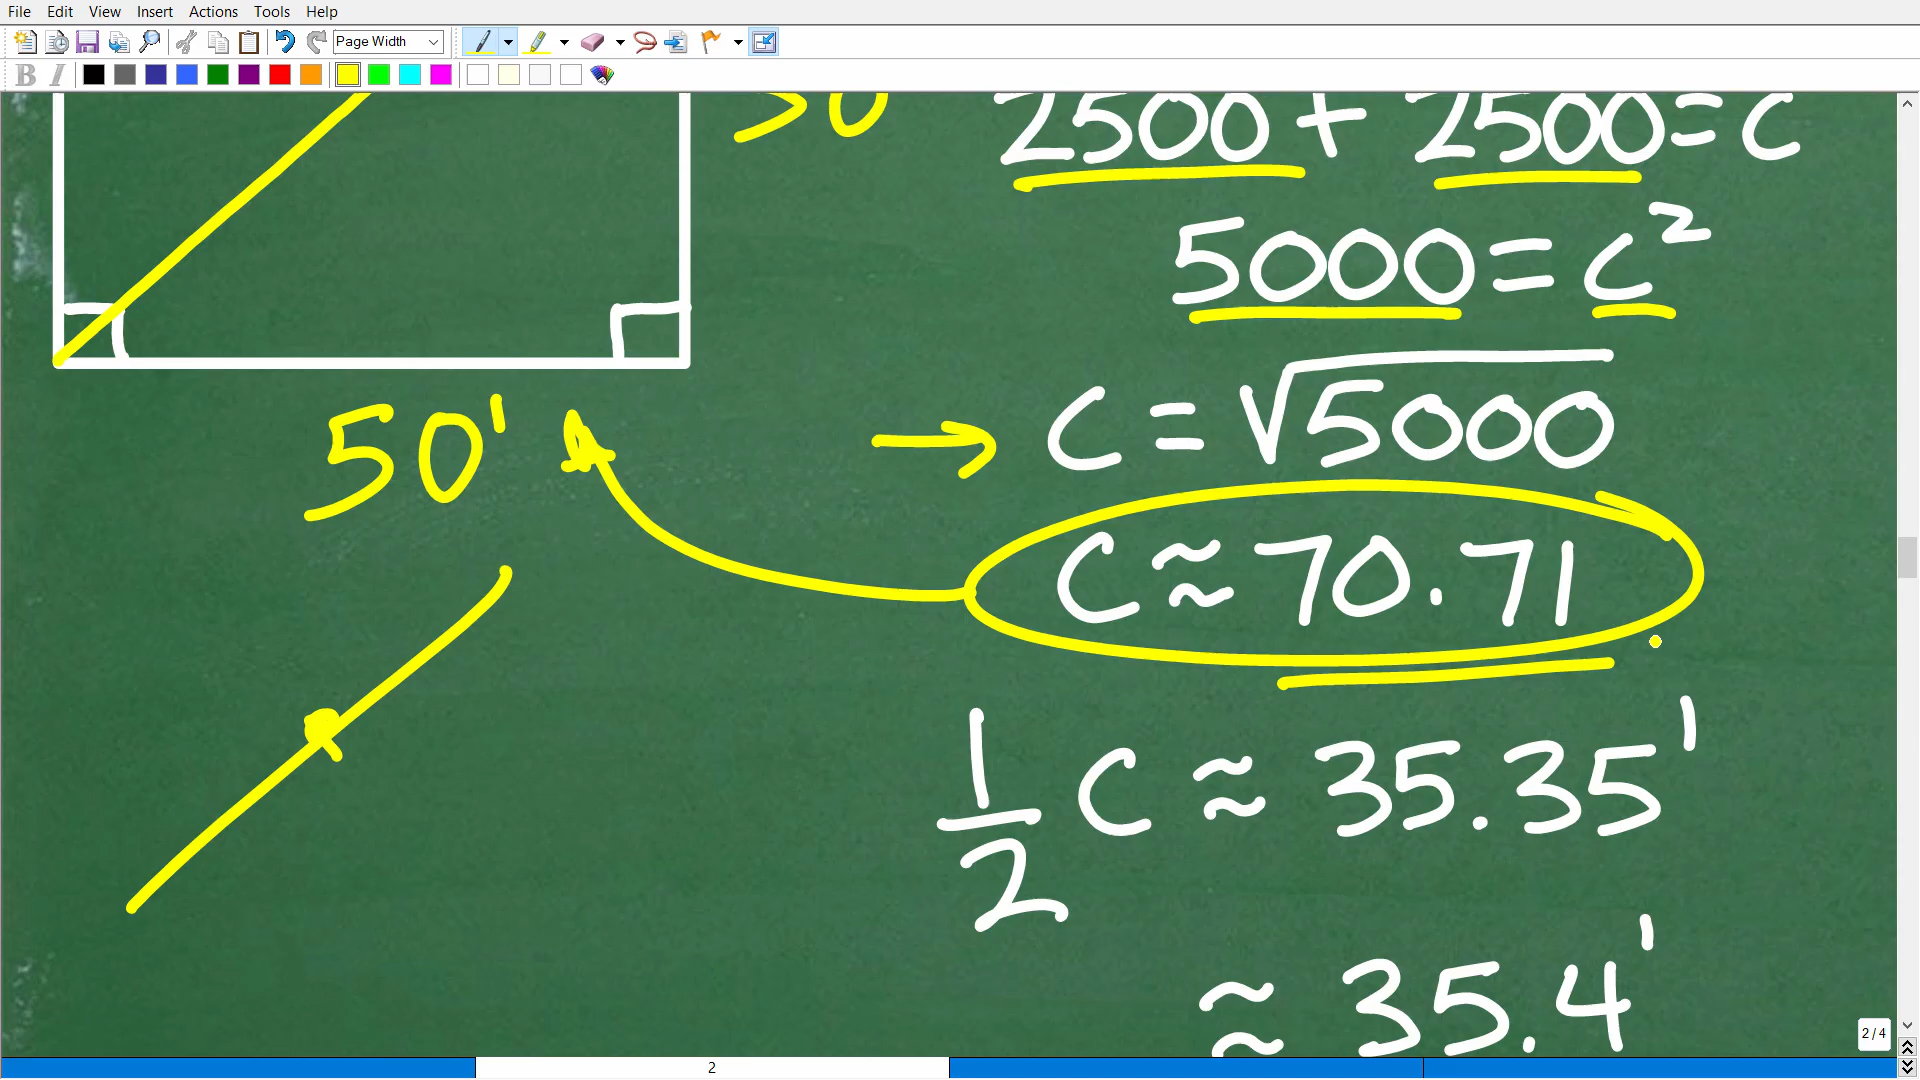 File Edit View Insert Actions Tools Help
Page Width
B I
50
2500 + 2500 = C
5000 = C²
50'
C = √5000
C ≈ 70.71
1/2 C ≈ 35.35'
≈ 35.4'
2 / 4
2